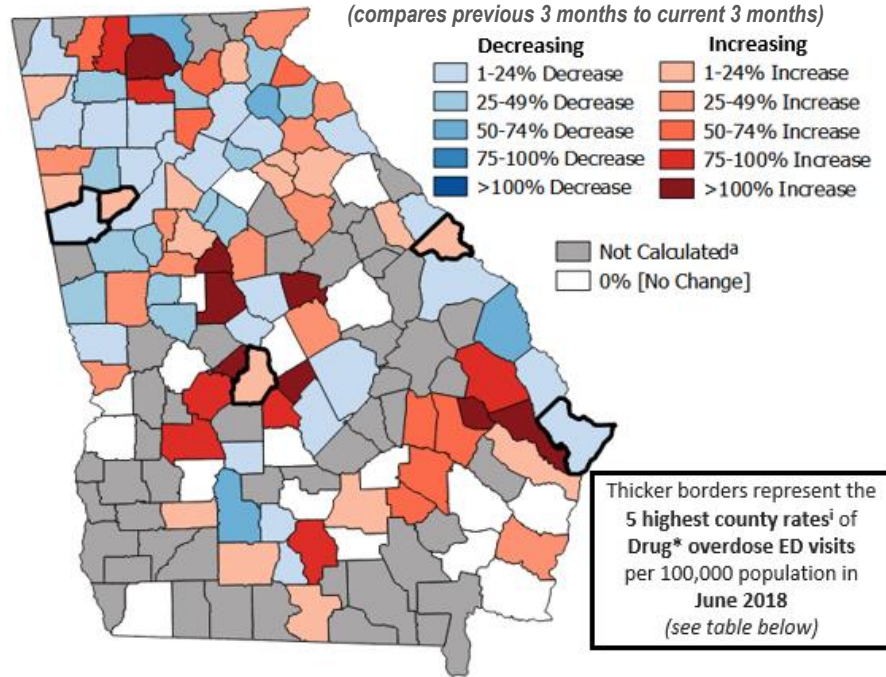 (compares previous 3 months to current 3 months)
Decreasing
1-24% Decrease
25-49% Decrease
50-74% Decrease
75-100% Decrease
>100% Decrease
Increasing
1-24% Increase
25-49% Increase
50-74% Increase
75-100% Increase
>100% Increase
Not Calculatedᵃ
0% [No Change]
Thicker borders represent the
5 highest county ratesⁱ of
Drug* overdose ED visits
per 100,000 population in
June 2018
(see table below)